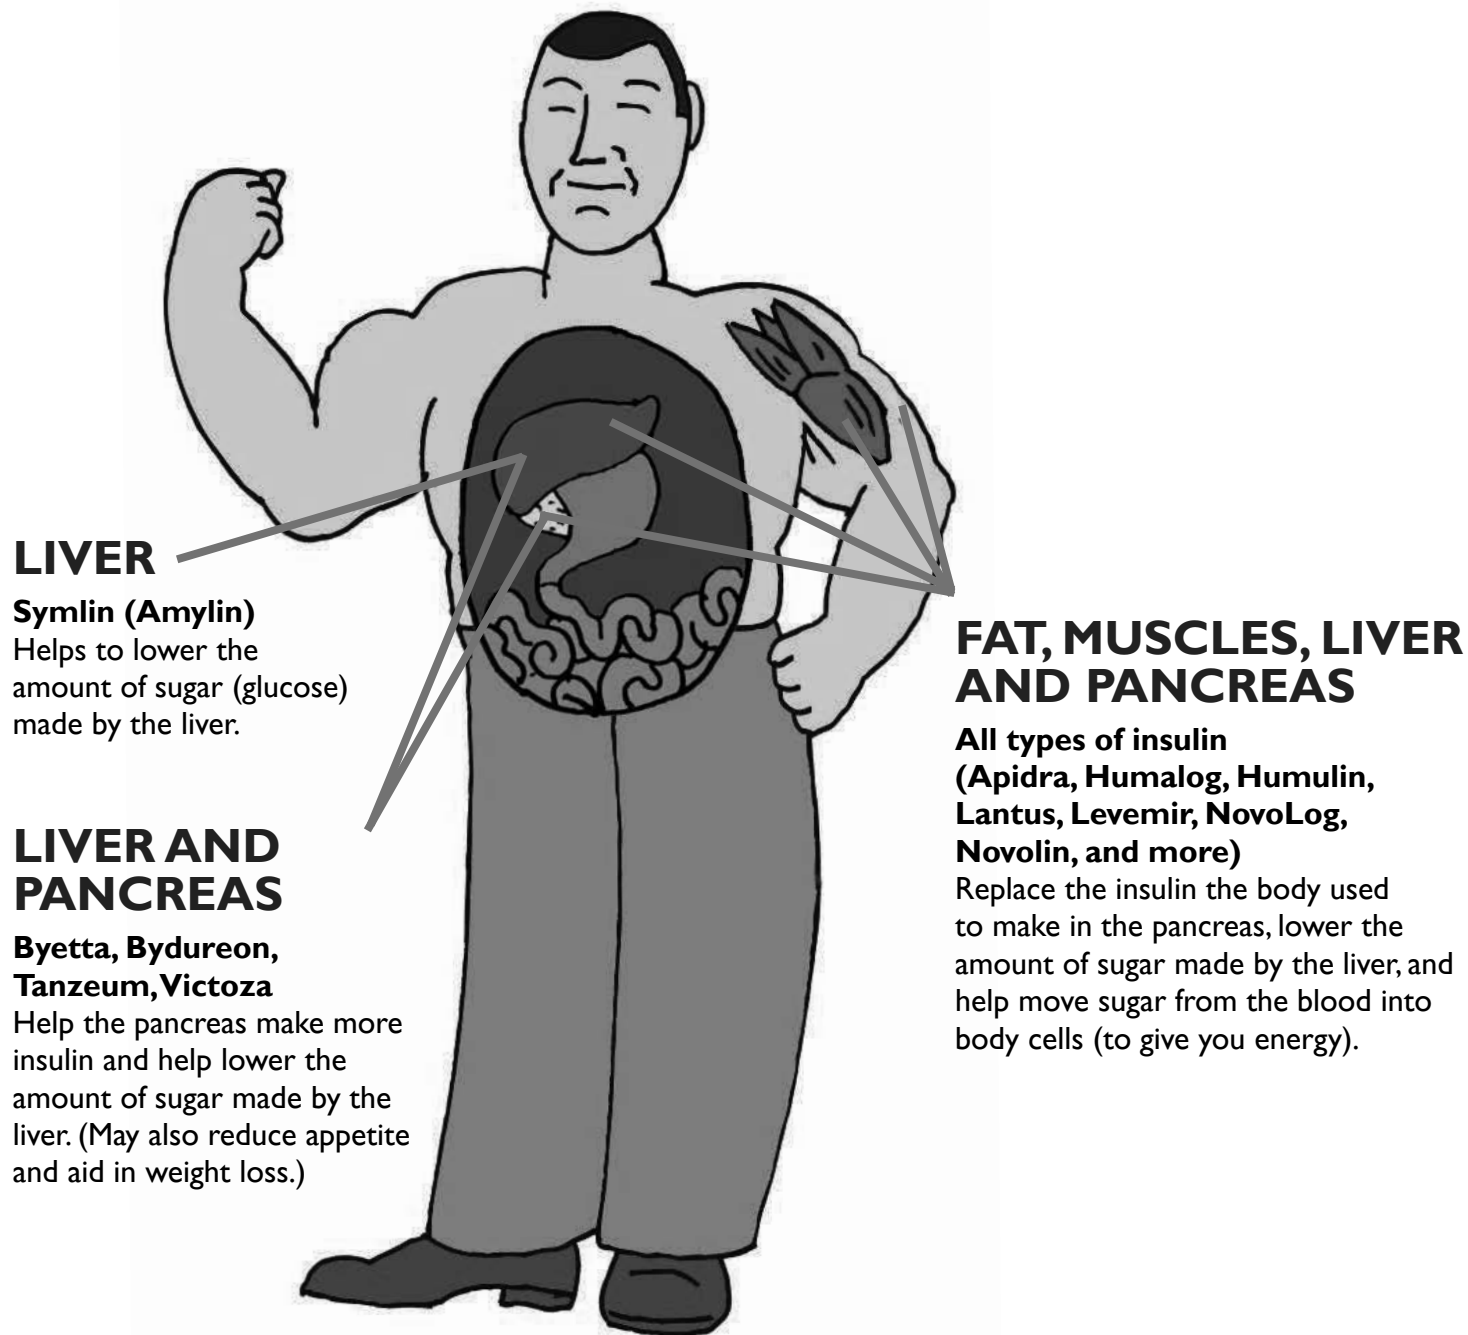 LIVER
Symlin (Amylin)
Helps to lower the
amount of sugar (glucose)
made by the liver.
LIVER AND
PANCREAS
Byetta, Bydureon,
Tanzeum, Victoza
Help the pancreas make more
insulin and help lower the
amount of sugar made by the
liver. (May also reduce appetite
and aid in weight loss.)
FAT, MUSCLES, LIVER
AND PANCREAS
All types of insulin
(Apidra, Humalog, Humulin,
Lantus, Levemir, NovoLog,
Novolin, and more)
Replace the insulin the body used
to make in the pancreas, lower the
amount of sugar made by the liver, and
help move sugar from the blood into
body cells (to give you energy).